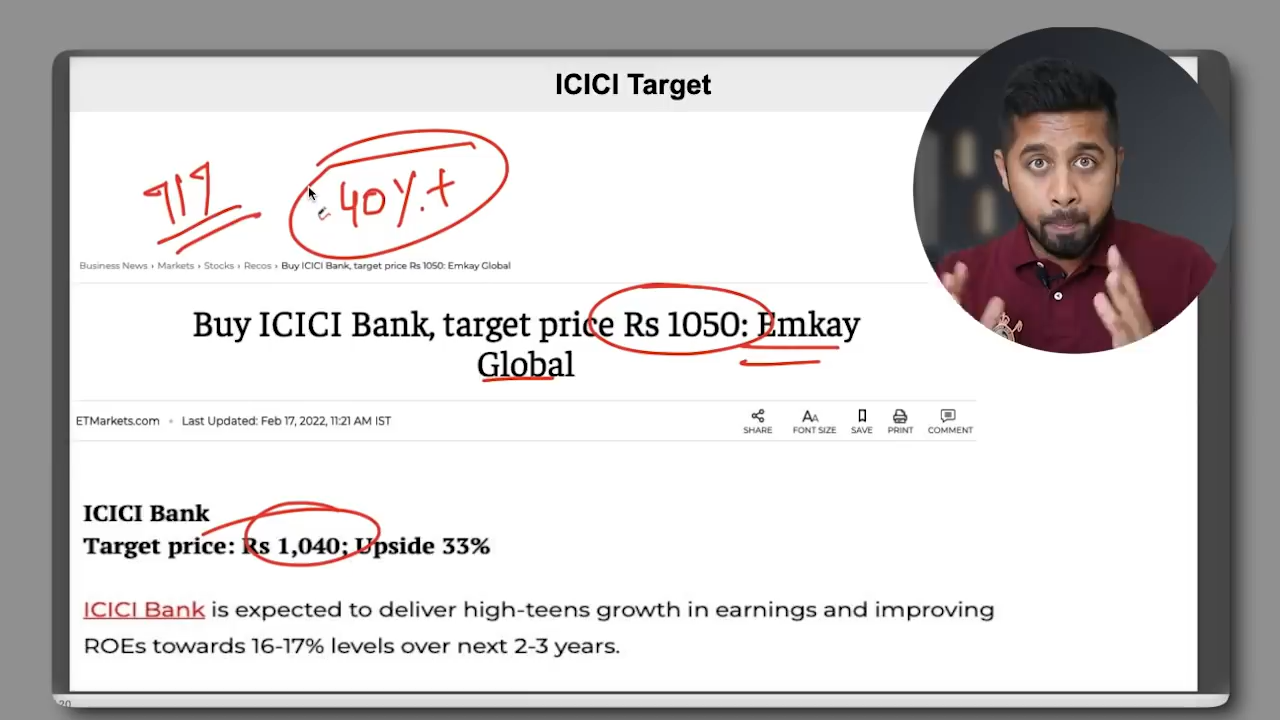 ICICI Target
40%+
Business News › Markets › Stocks › Recos › Buy ICICI Bank, target price Rs 1050: Emkay Global
Buy ICICI Bank, target price Rs 1050: Emkay
Global
ETMarkets.com • Last Updated: Feb 17, 2022, 11:21 AM IST
SHARE FONT SIZE SAVE PRINT COMMENT
ICICI Bank
Target price: Rs 1,040; Upside 33%
ICICI Bank is expected to deliver high-teens growth in earnings and improving
ROEs towards 16-17% levels over next 2-3 years.